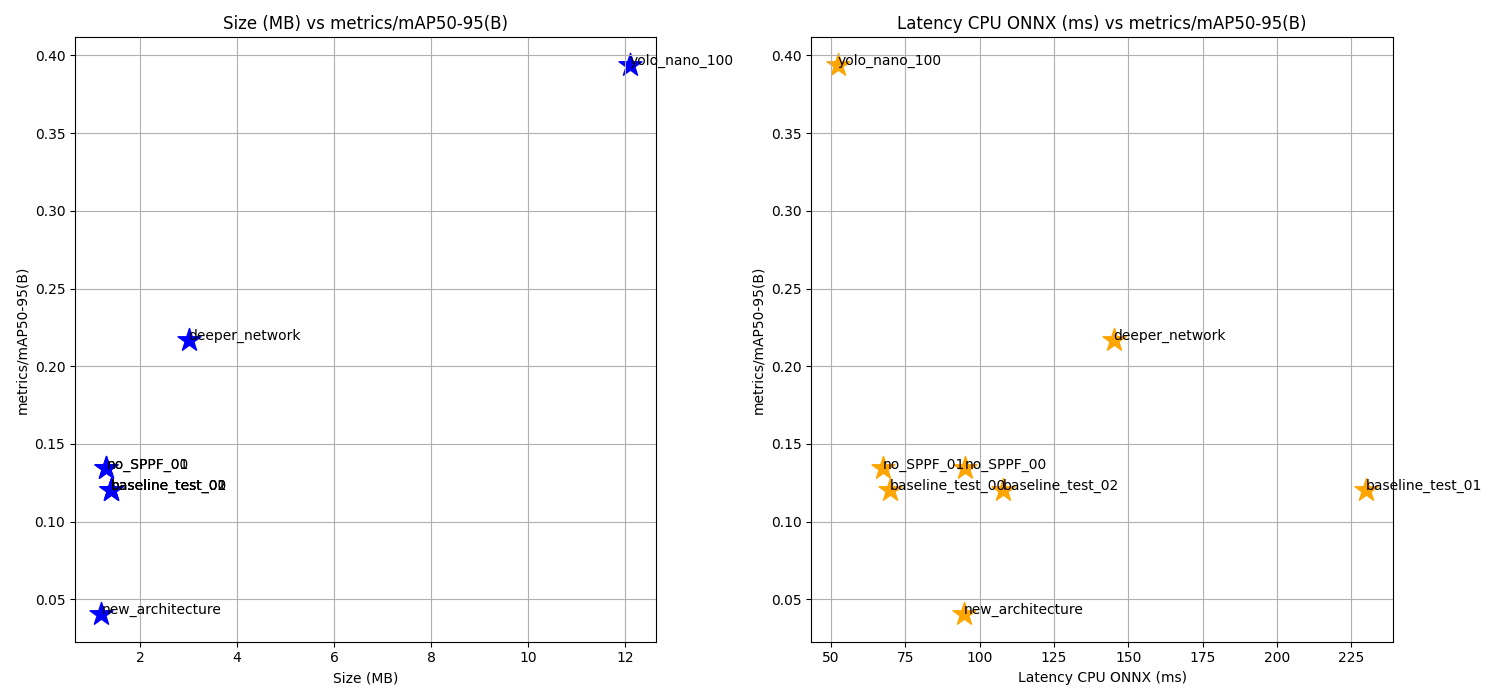 Size (MB) vs metrics/mAP50-95(B)
metrics/mAP50-95(B)
0.40
0.35
0.30
0.25
0.20
0.15
0.10
0.05
yolo_nano_100
deeper_network
no_SPPF_0
baseline_test_0
new_architecture
2 4 6 8 10 12
Size (MB)
Latency CPU ONNX (ms) vs metrics/mAP50-95(B)
metrics/mAP50-95(B)
0.40
0.35
0.30
0.25
0.20
0.15
0.10
0.05
yolo_nano_100
deeper_network
no_SPPF_01 no_SPPF_00
baseline_test_00 baseline_test_02 baseline_test_01
new_architecture
50 75 100 125 150 175 200 225
Latency CPU ONNX (ms)